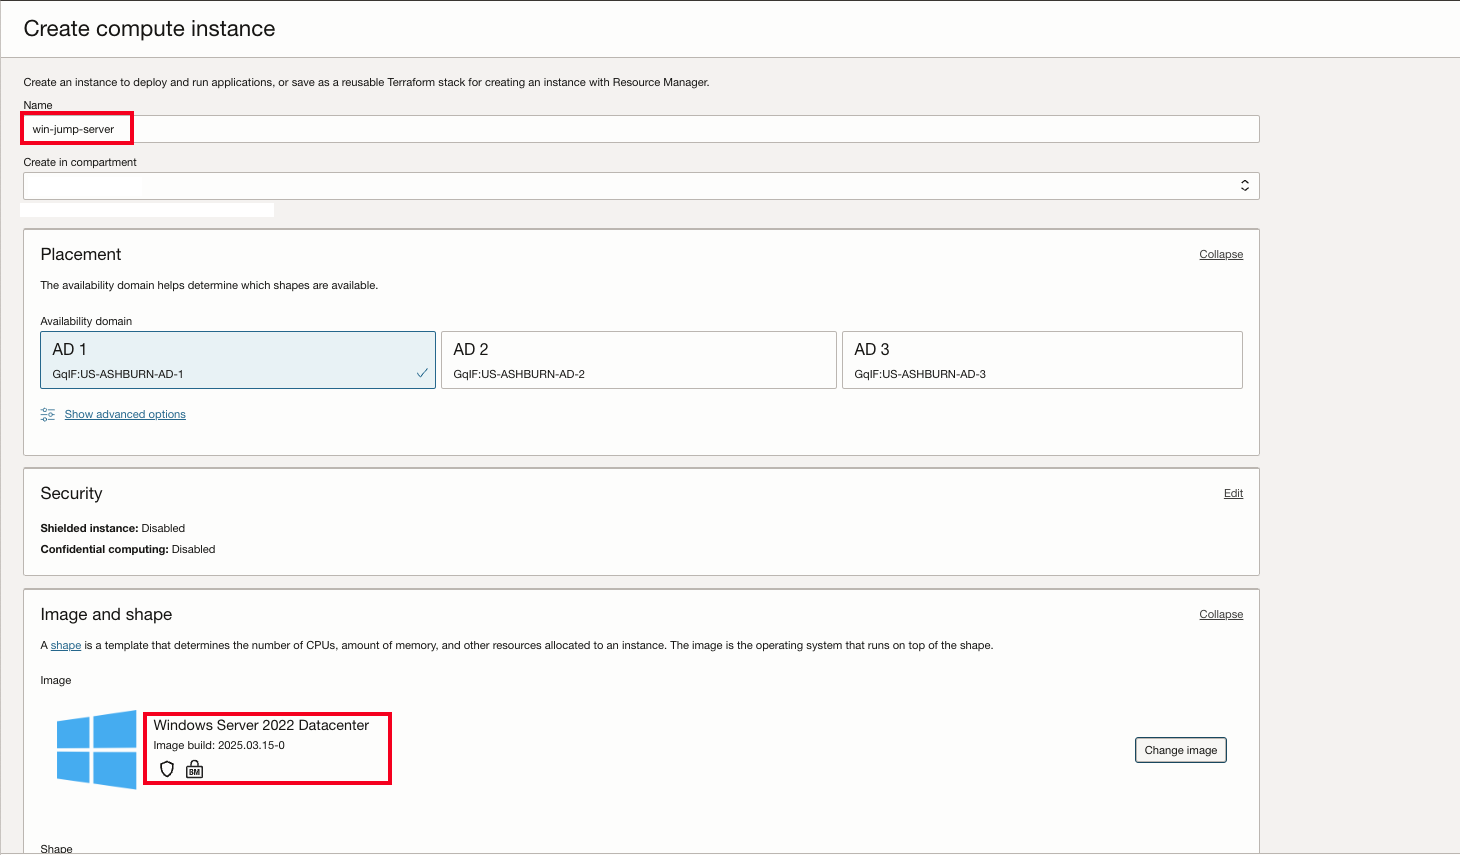 Create compute instance
Create an instance to deploy and run applications, or save as a reusable Terraform stack for creating an instance with Resource Manager.
Name
win-jump-server
Create in compartment
Placement
Collapse
The availability domain helps determine which shapes are available.
Availability domain
AD 1
GqIF:US-ASHBURN-AD-1
AD 2
GqIF:US-ASHBURN-AD-2
AD 3
GqIF:US-ASHBURN-AD-3
Show advanced options
Security
Edit
Shielded instance: Disabled
Confidential computing: Disabled
Image and shape
Collapse
A shape is a template that determines the number of CPUs, amount of memory, and other resources allocated to an instance. The image is the operating system that runs on top of the shape.
Image
Windows Server 2022 Datacenter
Image build: 2025.03.15-0
BM
Change image
Shape